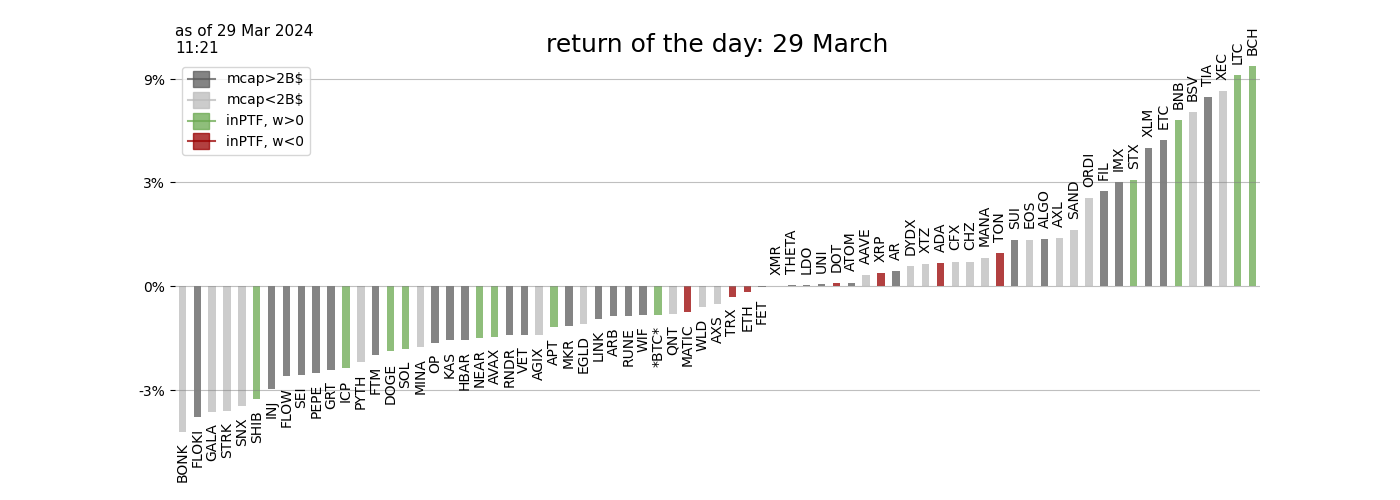 as of 29 Mar 2024
11:21
return of the day: 29 March
mcap>2B$
mcap<2B$
inPTF, w>0
inPTF, w<0
9%
3%
0%
-3%
BONK
FLOKI
GALA
STRK
SNX
SHIB
INJ
FLOW
SEI
PEPE
GRT
ICP
PYTH
FTM
DOGE
SOL
MINA
OP
KAS
HBAR
NEAR
AVAX
RNDR
VET
AGIX
APT
MKR
EGLD
LINK
ARB
RUNE
WIF
*BTC*
QNT
MATIC
WLD
AXS
TRX
ETH
FET
XMR
THETA
LDO
UNI
DOT
ATOM
AAVE
XRP
AR
DYDX
XTZ
ADA
CFX
CHZ
MANA
TON
SUI
EOS
ALGO
AXL
SAND
ORDI
FIL
IMX
STX
XLM
ETC
BNB
BSV
TIA
XEC
LTC
BCH